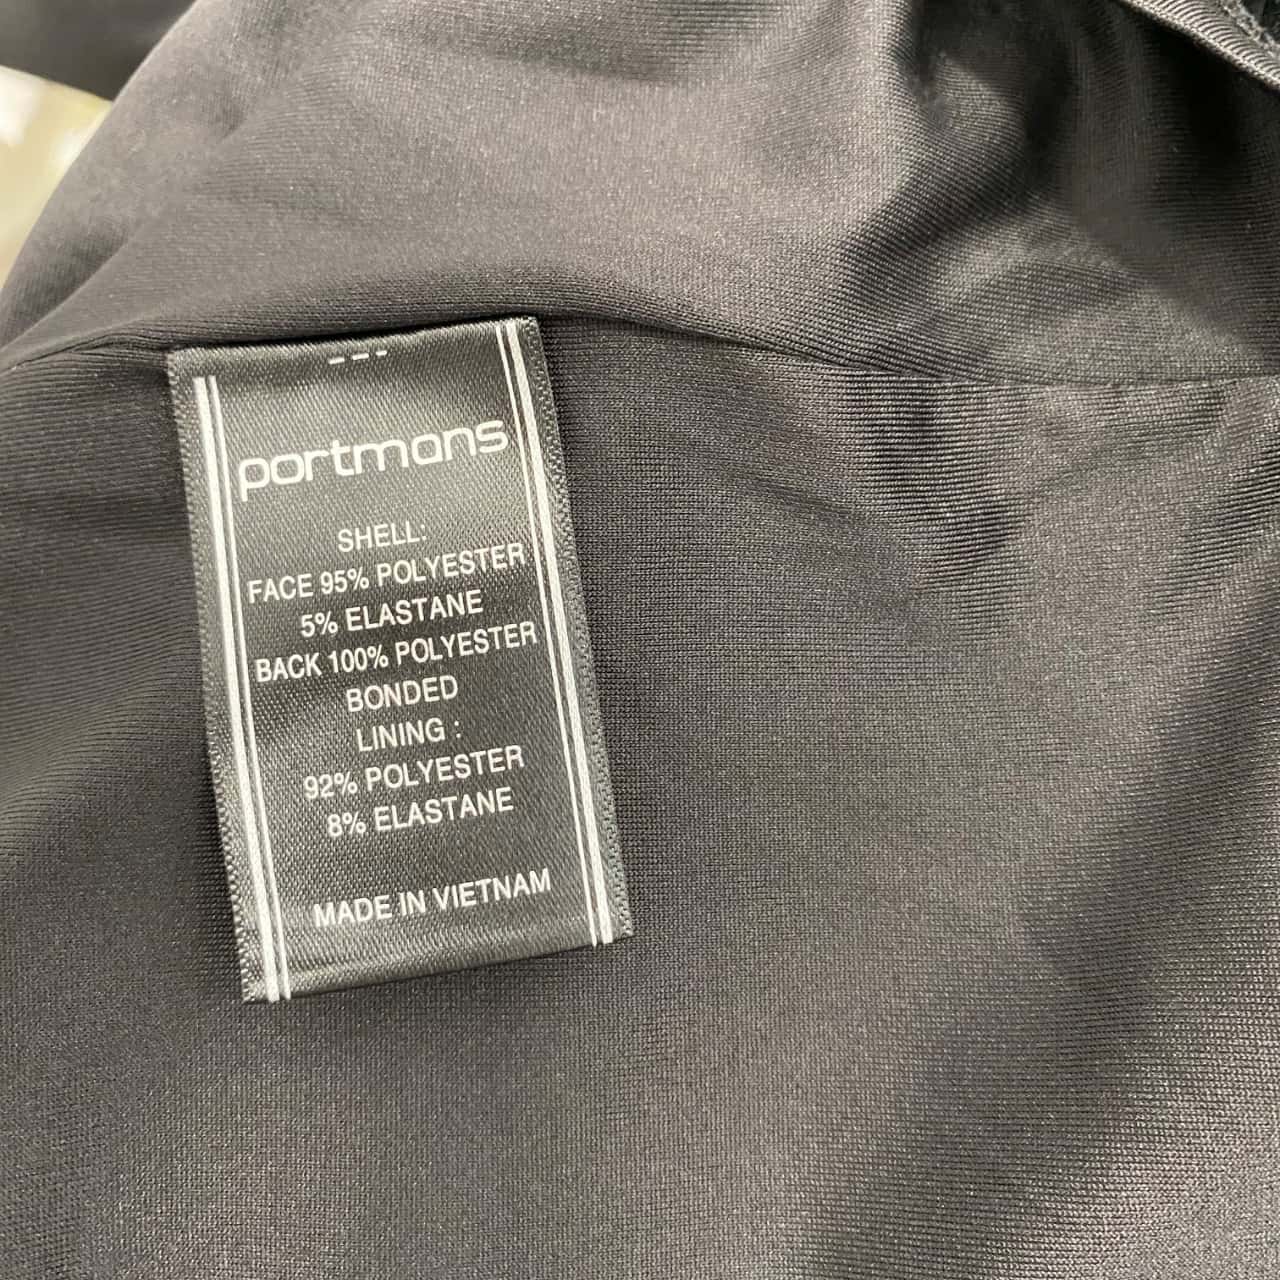 portmans
SHELL:
FACE 95% POLYESTER
5% ELASTANE
BACK 100% POLYESTER
BONDED
LINING :
92% POLYESTER
8% ELASTANE
MADE IN VIETNAM